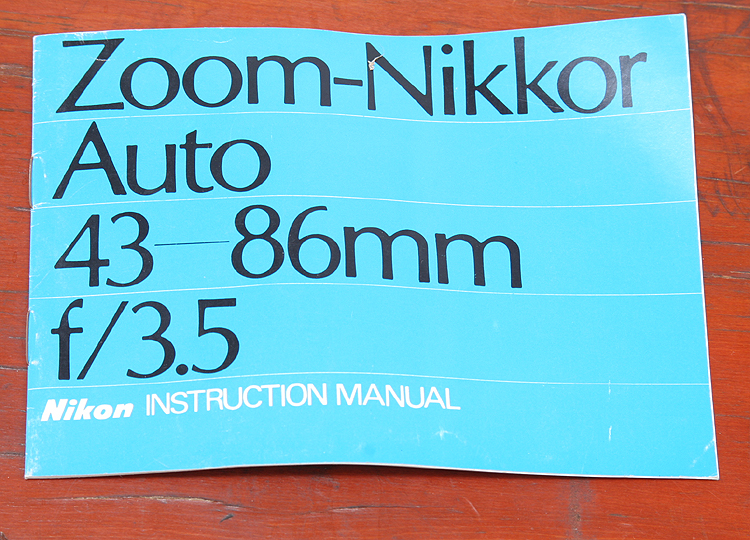 Zoom-Nikkor
Auto
43—86mm
f/3.5
Nikon INSTRUCTION MANUAL